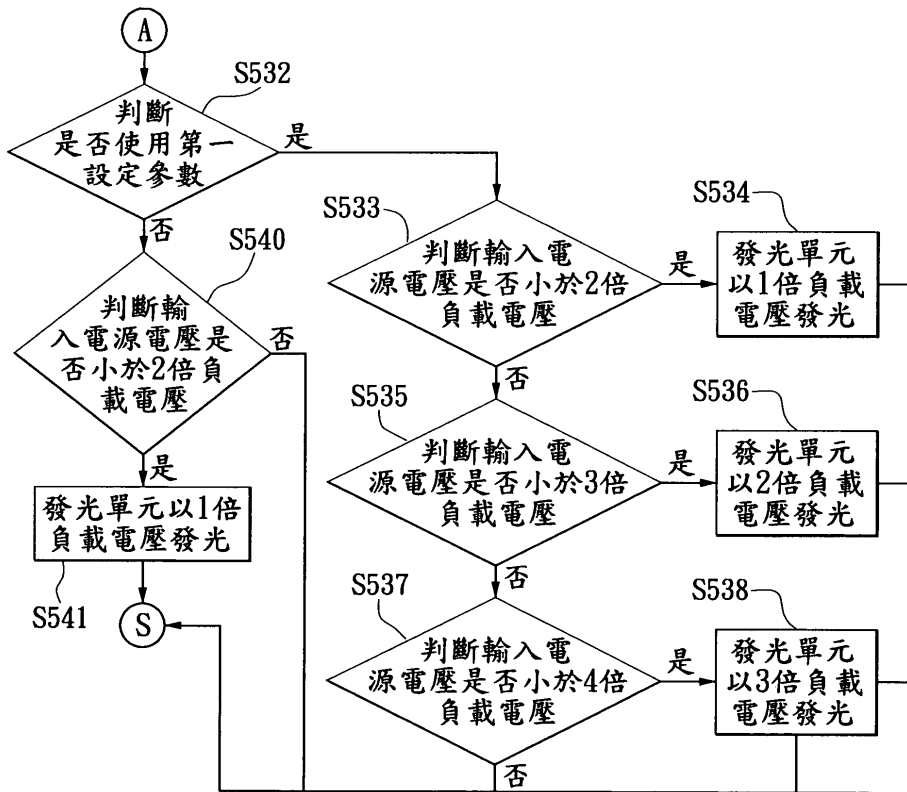 A
S532
判斷
是否使用第一
設定參數
是
否
S540
判斷輸
入電源電壓是
否小於2倍負
載電壓
否
是
發光單元以1倍
負載電壓發光
S541
S
S533
判斷輸入電
源電壓是否小於2倍
負載電壓
是
否
S534
發光單元
以1倍負載
電壓發光
S535
判斷輸入電
源電壓是否小於3倍
負載電壓
是
否
S536
發光單元
以2倍負載
電壓發光
S537
判斷輸入電
源電壓是否小於4倍
負載電壓
是
否
S538
發光單元
以3倍負載
電壓發光